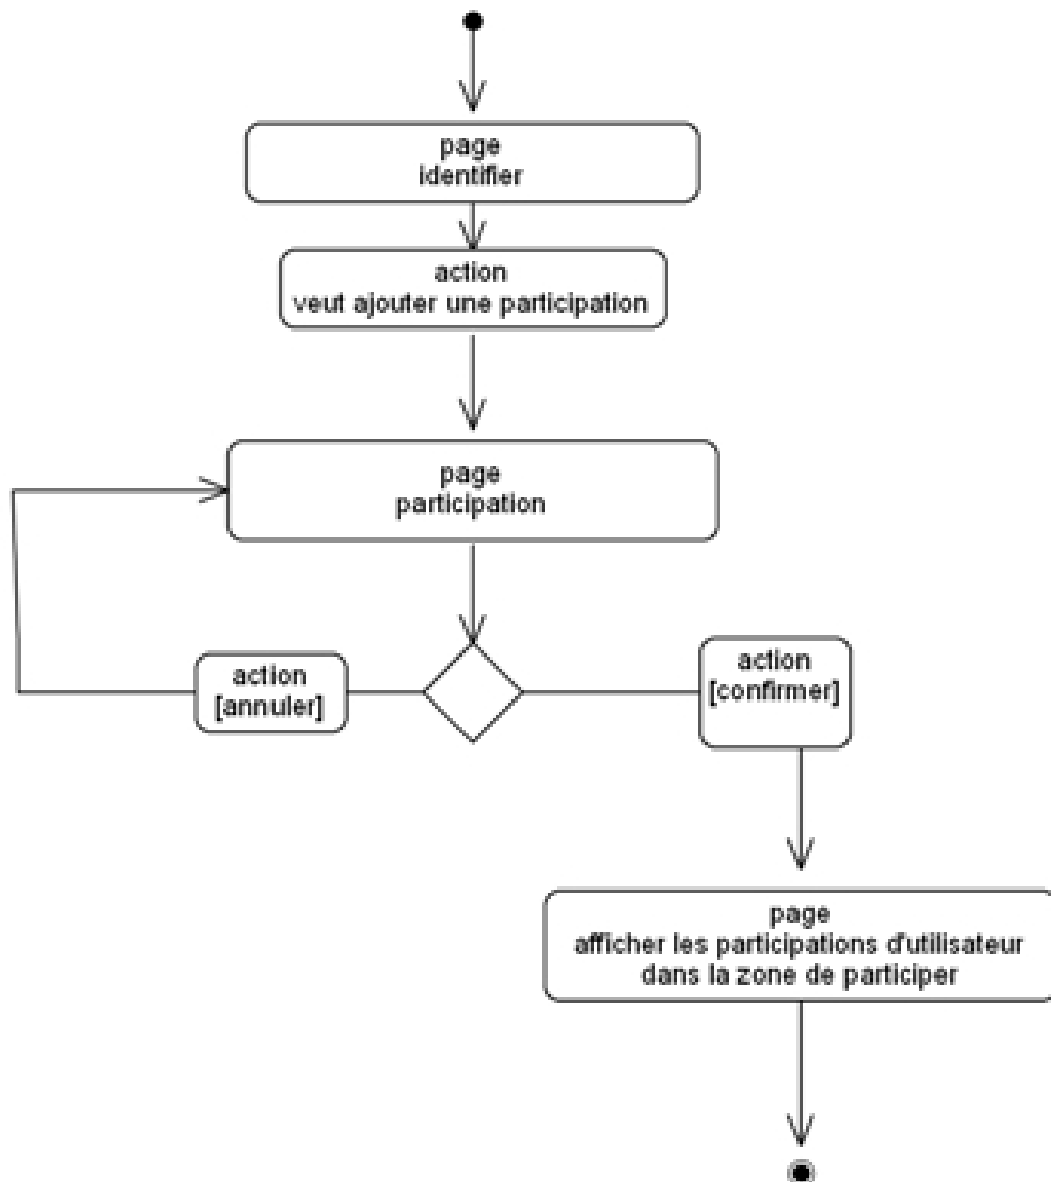 page
identifier
action
veut ajouter une participation
page
participation
action
[annuler]
action
[confirmer]
page
afficher les participations d'utilisateur
dans la zone de participer